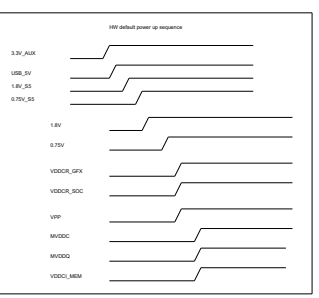 HW default power up sequence
3.3V_AUX
USB_5V
1.8V_S5
0.75V_S5
1.8V
0.75V
VDDCR_GFX
VDDCR_SOC
VPP
MVDDC
MVDDQ
VDDCI_MEM